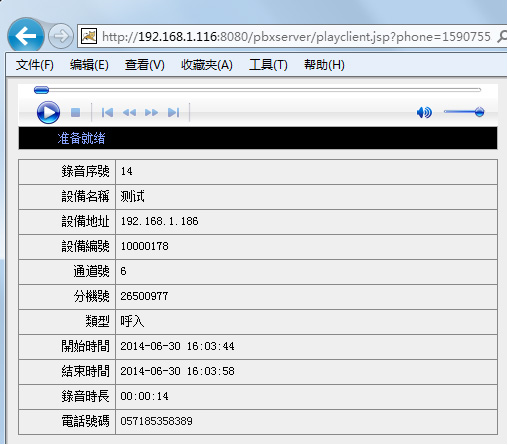 http://192.168.1.116:8080/pbxserver/playclient.jsp?phone=1590755
文件(F) 编辑(E) 查看(V) 收藏夹(A) 工具(T) 帮助(H)
准备就绪
錄音序號 14
設備名稱 测试
設備地址 192.168.1.186
設備編號 10000178
通道號 6
分機號 26500977
類型 呼入
開始時間 2014-06-30 16:03:44
結束時間 2014-06-30 16:03:58
錄音時長 00:00:14
電話號碼 057185358389